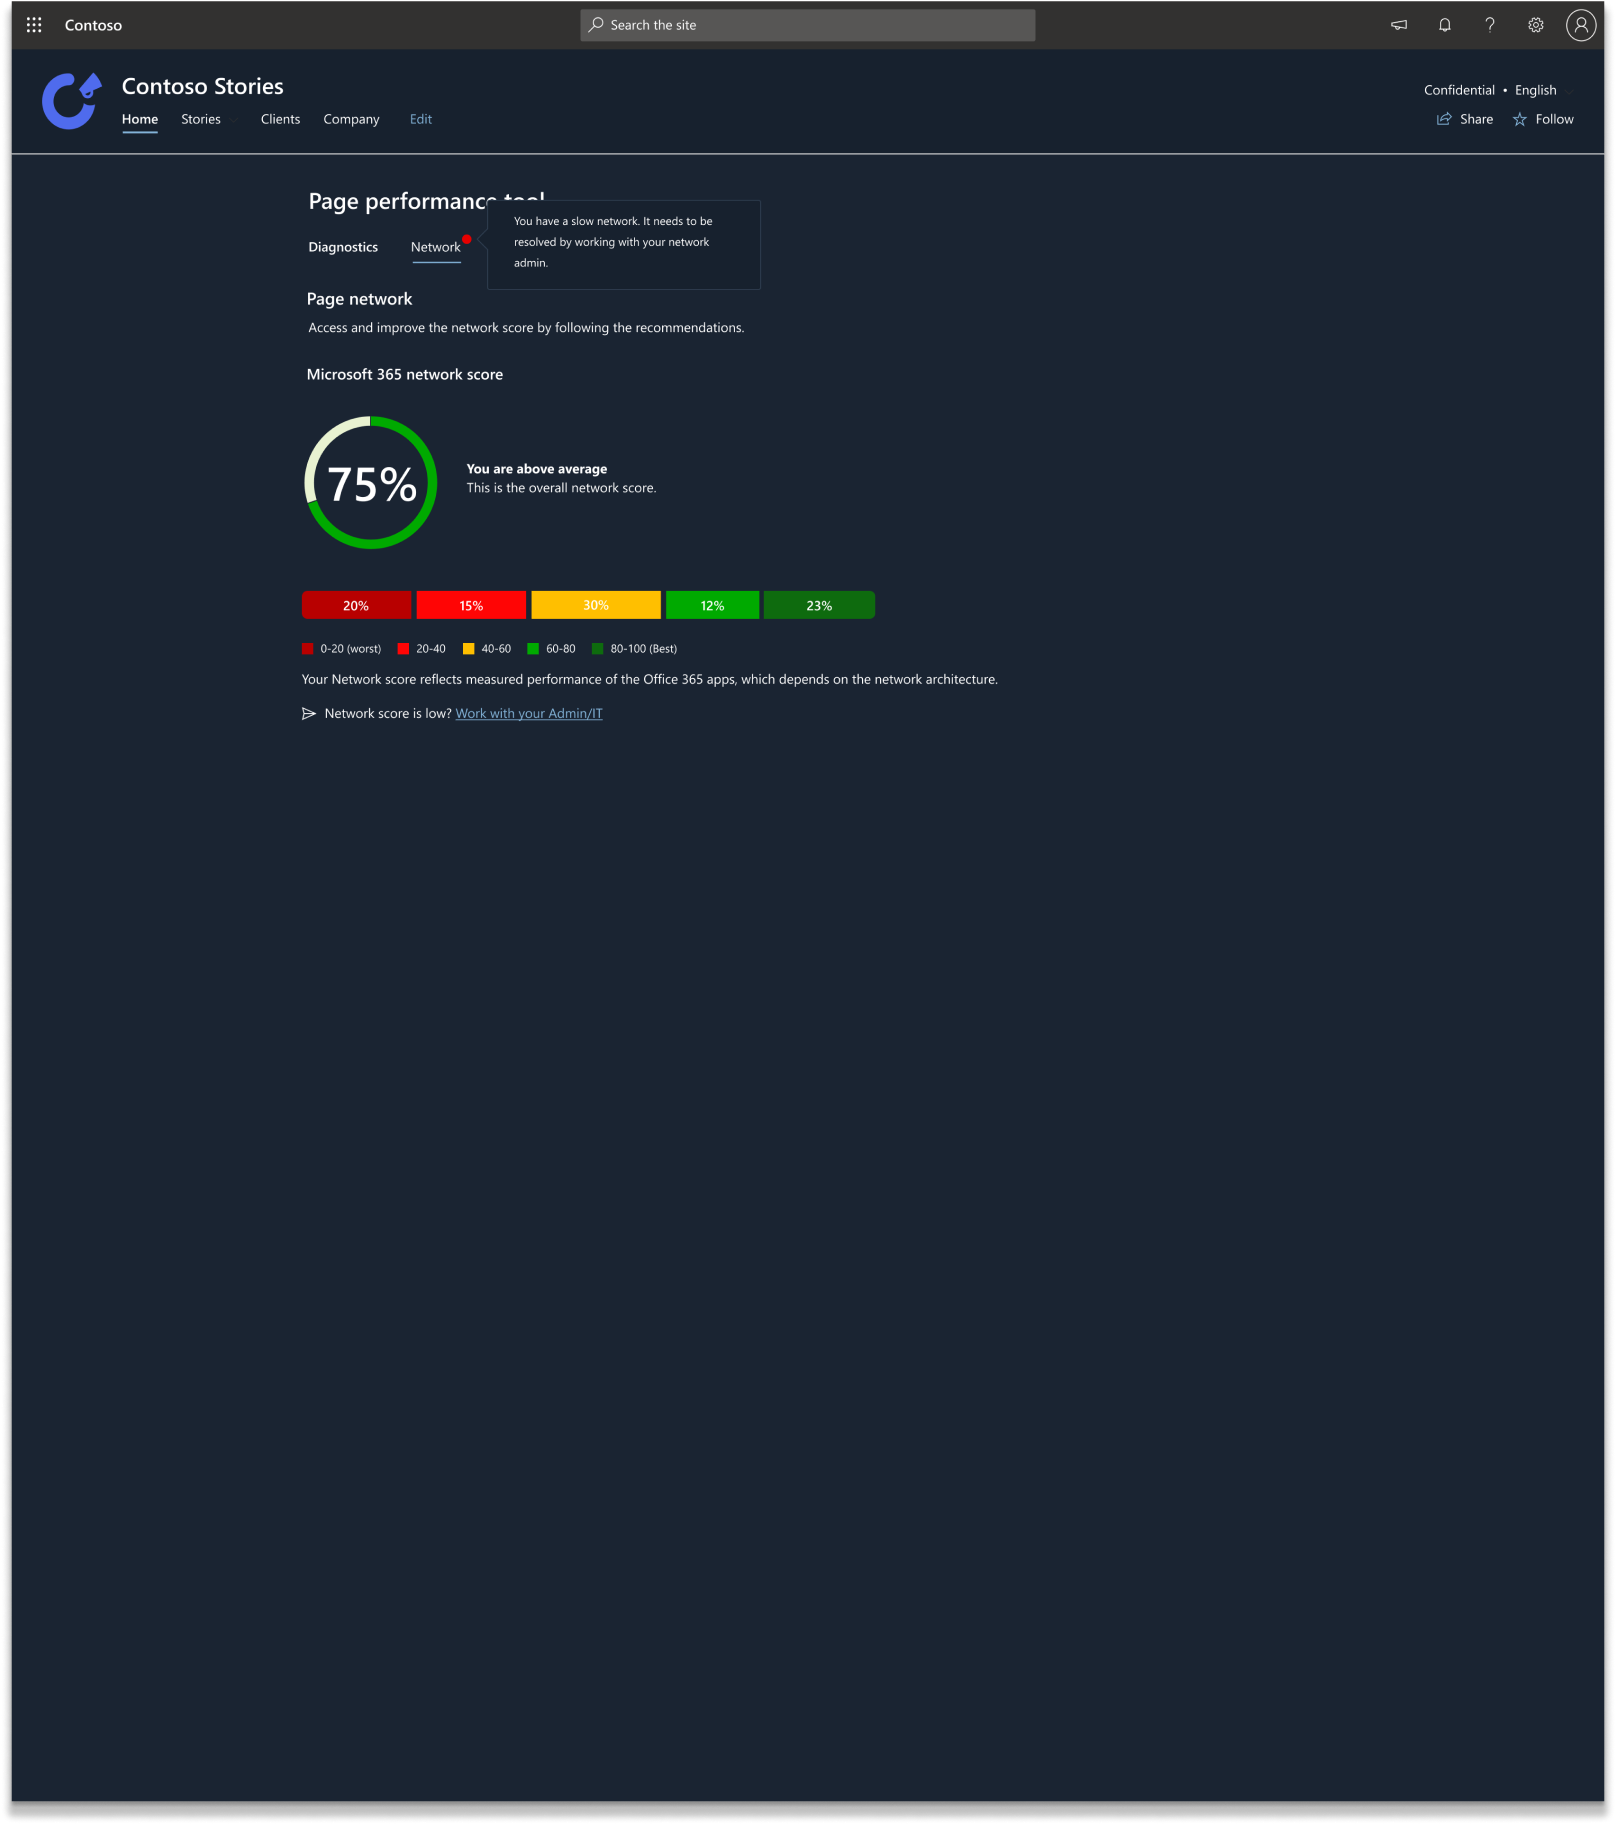 Contoso
Search the site
Contoso Stories
Confidential • English
Home Stories Clients Company Edit
Share Follow
Page performance tool
You have a slow network. It needs to be
resolved by working with your network
admin.
Diagnostics Network
Page network
Access and improve the network score by following the recommendations.
Microsoft 365 network score
75%
You are above average
This is the overall network score.
20% 15% 30% 12% 23%
0-20 (worst) 20-40 40-60 60-80 80-100 (Best)
Your Network score reflects measured performance of the Office 365 apps, which depends on the network architecture.
Network score is low? Work with your Admin/IT